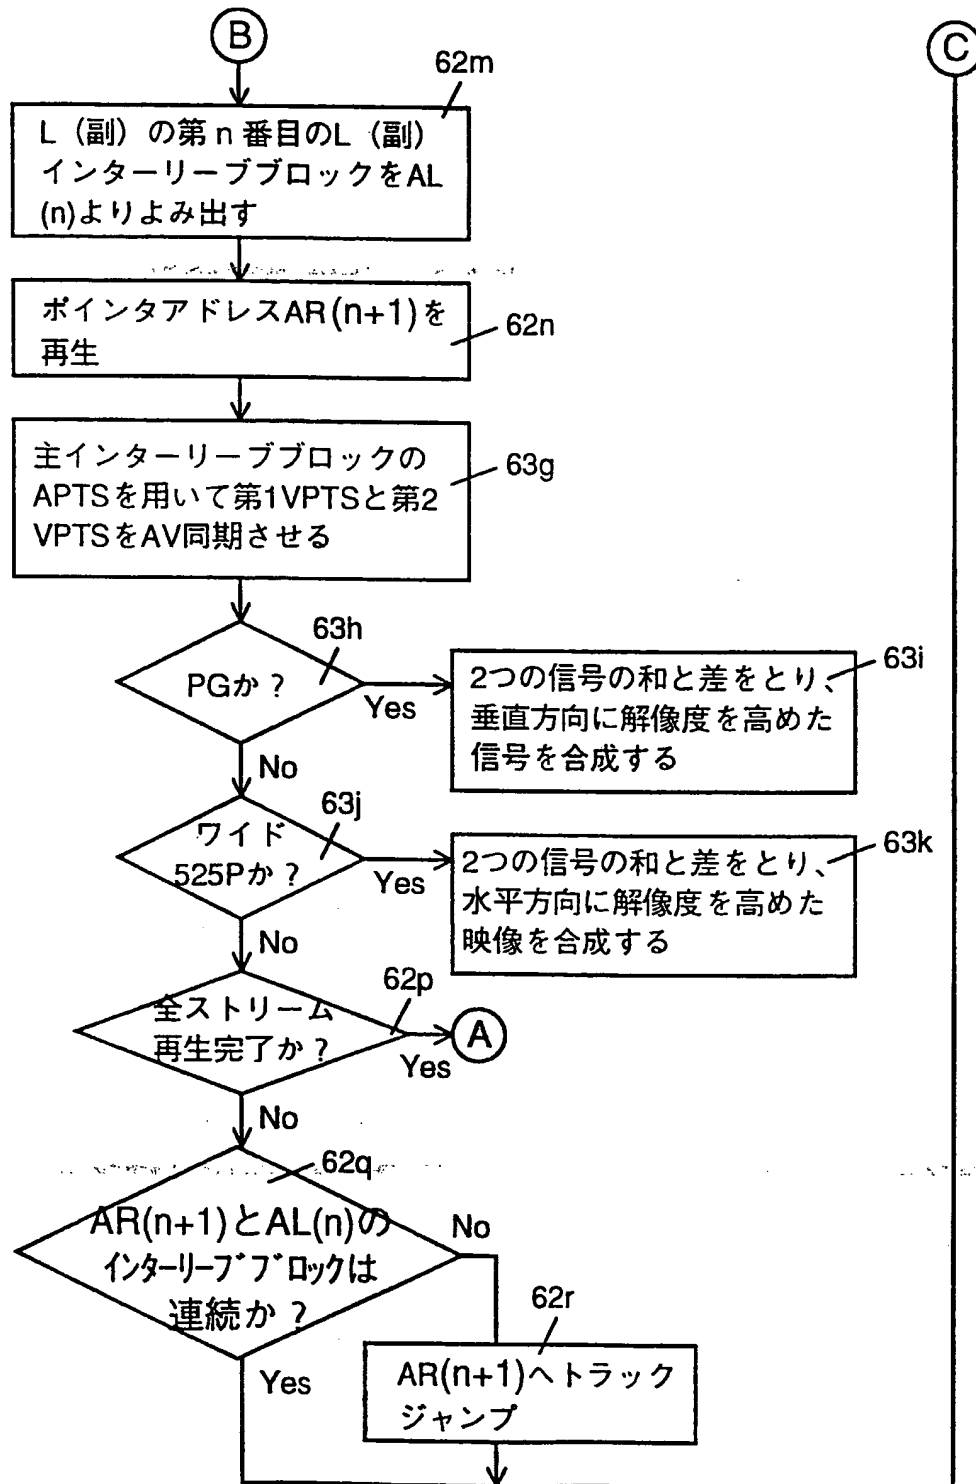 B
C
62m
L（副）の第n番目のL（副）
インターリーブブロックをAL
(n)よりよみ出す
ポインタアドレスAR(n+1)を
再生
62n
主インターリーブブロックの
APTSを用いて第1VPTSと第2
VPTSをAV同期させる
63g
63h
PGか？
Yes
No
2つの信号の和と差をとり、
垂直方向に解像度を高めた
信号を合成する
63i
63j
ワイド
525Pか？
Yes
No
2つの信号の和と差をとり、
水平方向に解像度を高めた
映像を合成する
63k
62p
全ストリーム
再生完了か？
Yes
A
No
62q
AR(n+1)とAL(n)の
インターリーブブロックは
連続か？
No
Yes
62r
AR(n+1)へトラック
ジャンプ